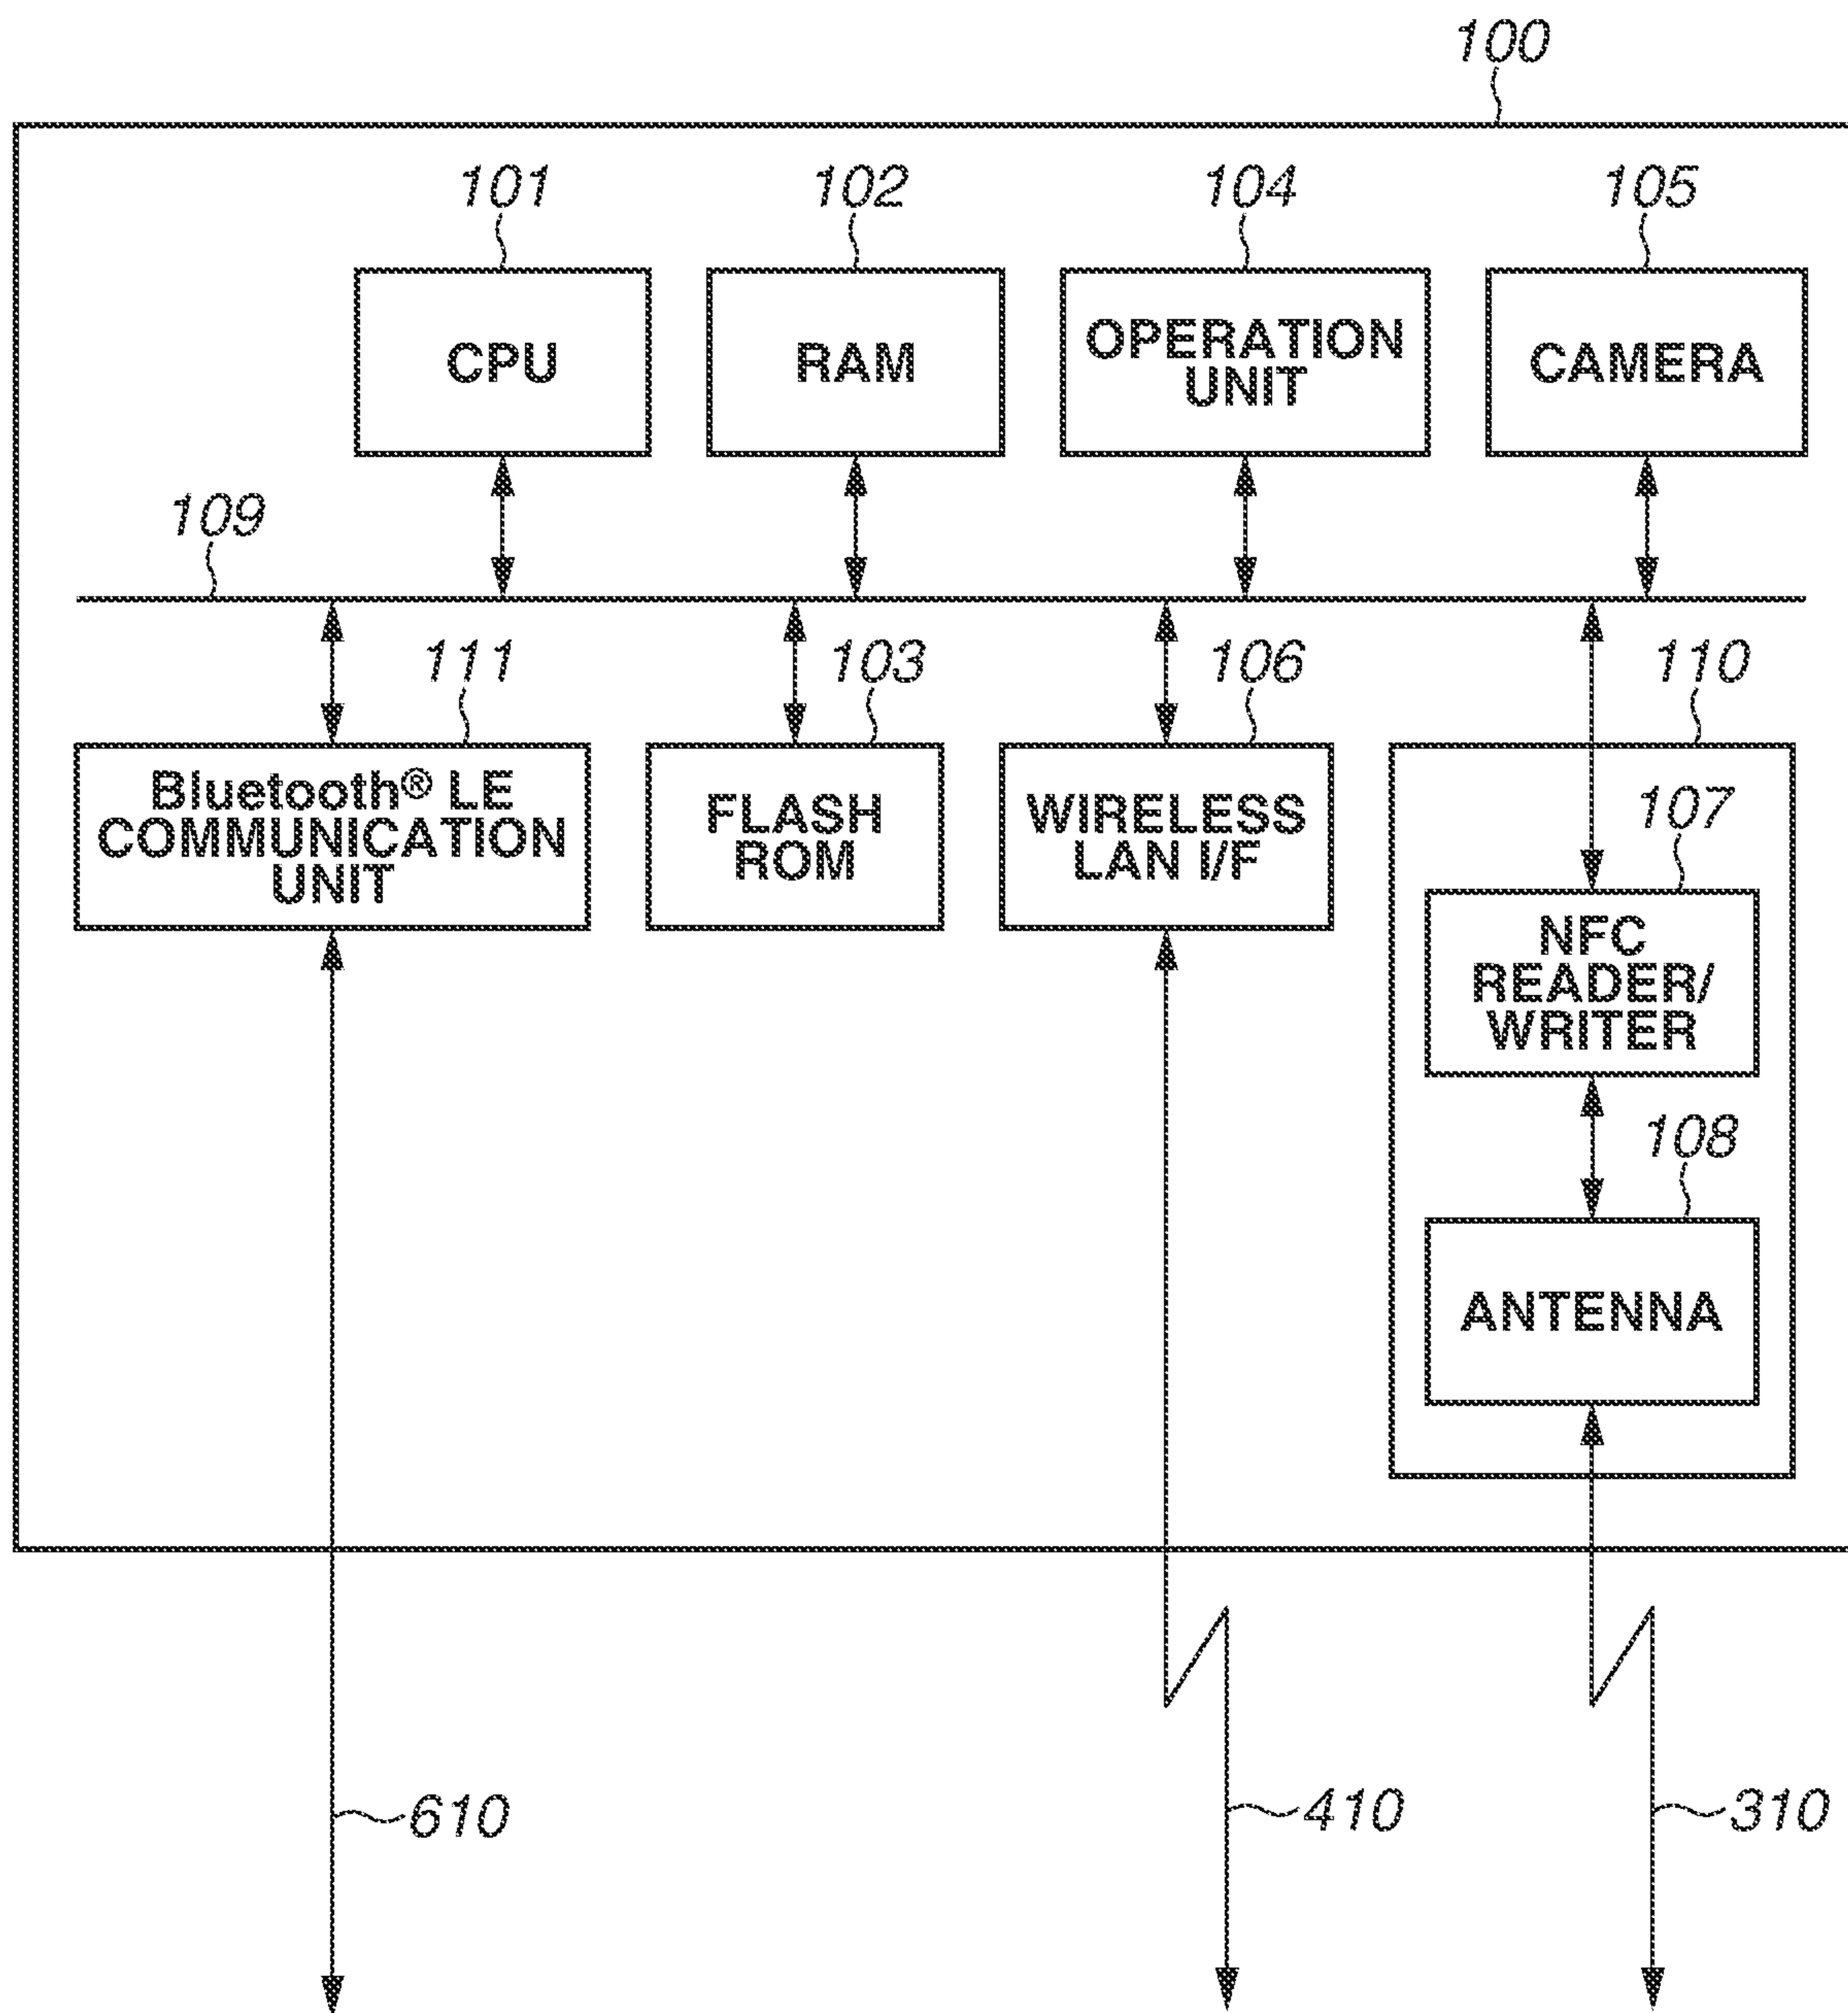 100
101
102
104
105
CPU
RAM
OPERATION
UNIT
CAMERA
109
111
103
106
110
Bluetooth® LE
COMMUNICATION
UNIT
FLASH
ROM
WIRELESS
LAN I/F
107
NFC
READER/
WRITER
108
ANTENNA
610
410
310